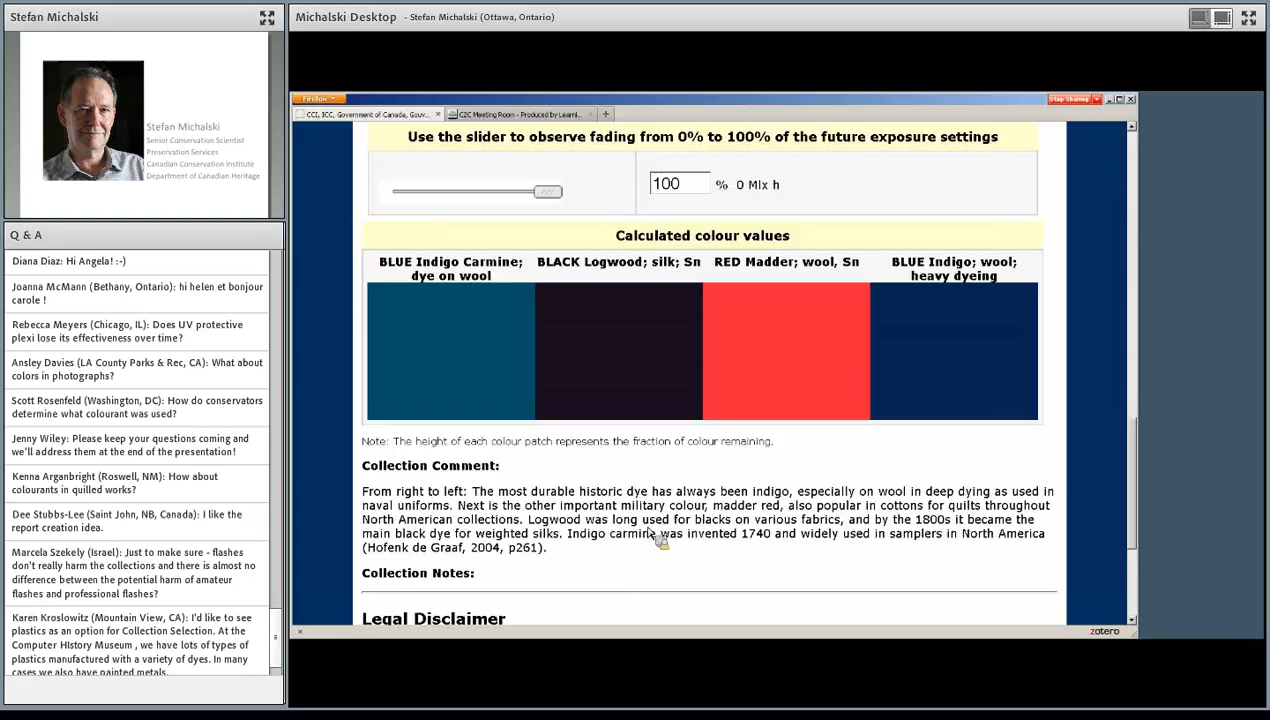 Stefan Michalski
Stefan Michalski
Senior Conservation Scientist
Preservation Services
Canadian Conservation Institute
Department of Canadian Heritage
Q & A
Diana Diaz: Hi Angela! :-)
Joanna McMann (Bethany, Ontario): hi helen et bonjour
carole !
Rebecca Meyers (Chicago, IL): Does UV protective
plexi lose its effectiveness over time?
Ansley Davies (LA County Parks & Rec, CA): What about
colors in photographs?
Scott Rosenfeld (Washington, DC): How do conservators
determine what colourant was used?
Jenny Wiley: Please keep your questions coming and
we'll address them at the end of the presentation!
Kenna Arganbright (Roswell, NM): How about
colourants in quilled works?
Dee Stubbs-Lee (Saint John, NB, Canada): I like the
report creation idea.
Marcela Szekely (Israel): Just to make sure - flashes
don't really harm the collections and there is almost no
difference between the potential harm of amateur
flashes and professional flashes?
Karen Kroslowitz (Mountain View, CA): I'd like to see
plastics as an option for Collection Selection. At the
Computer History Museum , we have lots of types of
plastics manufactured with a variety of dyes. In many
cases we also have painted metals.
Michalski Desktop - Stefan Michalski (Ottawa, Ontario)
Firefox
Stop Sharing
CCI, ICC, Government of Canada, Gouv...
C2C Meeting Room - Produced by Learni...
Use the slider to observe fading from 0% to 100% of the future exposure settings
100 % 0 Mlx h
Calculated colour values
BLUE Indigo Carmine;
dye on wool
BLACK Logwood; silk; Sn
RED Madder; wool, Sn
BLUE Indigo; wool;
heavy dyeing
Note: The height of each colour patch represents the fraction of colour remaining.
Collection Comment:
From right to left: The most durable historic dye has always been indigo, especially on wool in deep dying as used in
naval uniforms. Next is the other important military colour, madder red, also popular in cottons for quilts throughout
North American collections. Logwood was long used for blacks on various fabrics, and by the 1800s it became the
main black dye for weighted silks. Indigo carmine was invented 1740 and widely used in samplers in North America
(Hofenk de Graaf, 2004, p261).
Collection Notes:
Legal Disclaimer
zotero